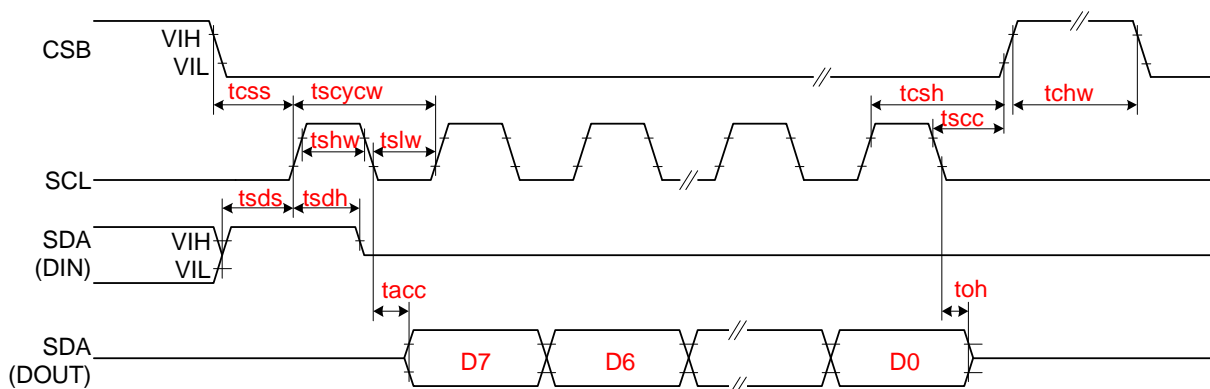 CSB
VIH
VIL
tcss
tscycw
tcsh
tchw
tscc
tshw
tslw
SCL
tsds
tsdh
SDA
(DIN)
VIH
VIL
tacc
toh
SDA
(DOUT)
D7
D6
D0